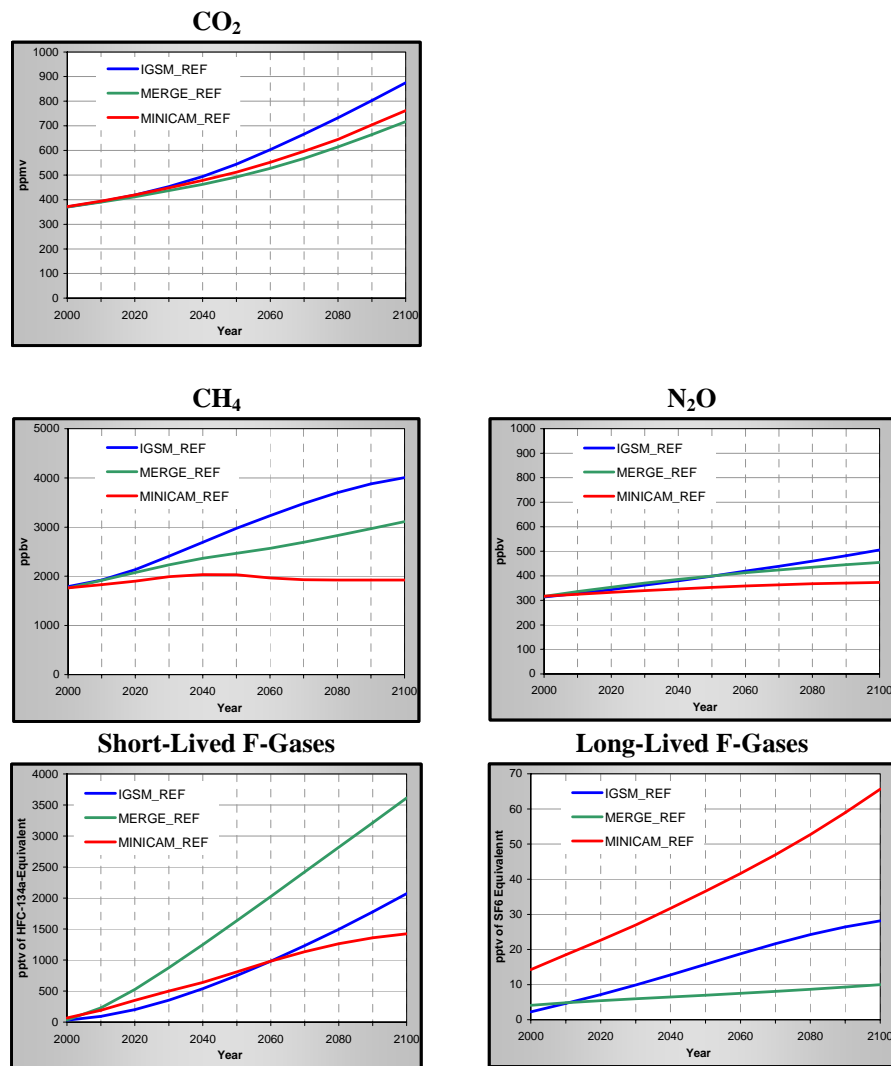 CO₂
1000
900
800
700
600
500
400
300
200
100
0
ppmv
IGSM_REF
MERGE_REF
MINICAM_REF
2000 2020 2040 2060 2080 2100
Year
CH₄
5000
4000
3000
2000
1000
0
ppbv
IGSM_REF
MERGE_REF
MINICAM_REF
2000 2020 2040 2060 2080 2100
Year
N₂O
1000
900
800
700
600
500
400
300
200
100
0
ppbv
IGSM_REF
MERGE_REF
MINICAM_REF
2000 2020 2040 2060 2080 2100
Year
Short-Lived F-Gases
4000
3500
3000
2500
2000
1500
1000
500
0
pptv of HFC-134a-Equivalent
IGSM_REF
MERGE_REF
MINICAM_REF
2000 2020 2040 2060 2080 2100
Year
Long-Lived F-Gases
70
60
50
40
30
20
10
0
pptv of SF6 Equivalennt
IGSM_REF
MERGE_REF
MINICAM_REF
2000 2020 2040 2060 2080 2100
Year